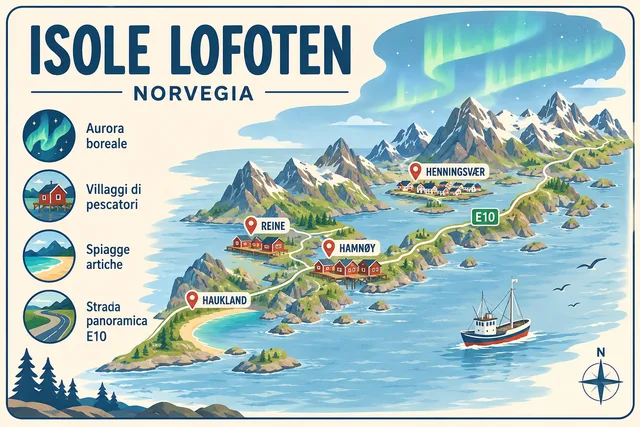 ISOLE LOFOTEN
NORVEGIA
Aurora
boreale
Villaggi di
pescatori
Spiagge
artiche
Strada
panoramica
E10
HENNINGSVÆR
E10
REINE
HAMNØY
HAUKLAND
N